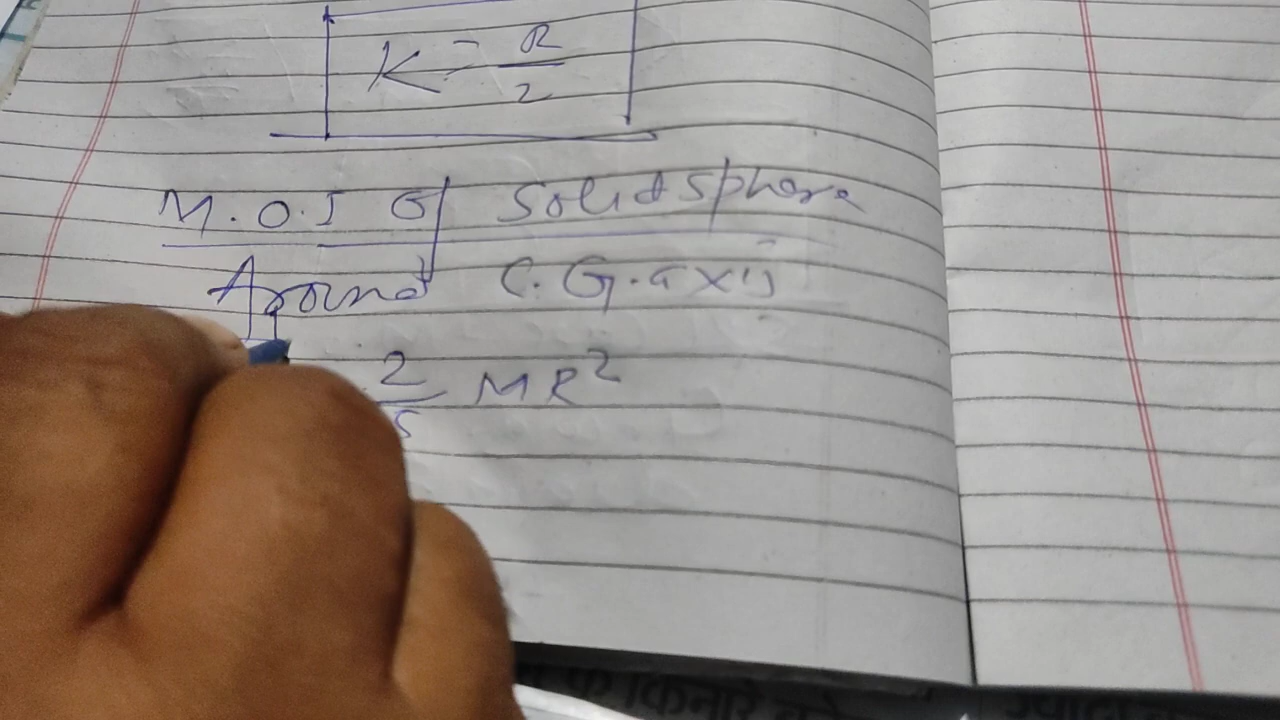 K = R/2
M.O.I of Solid Sphere
Around C.G. axis
2/5 MR²